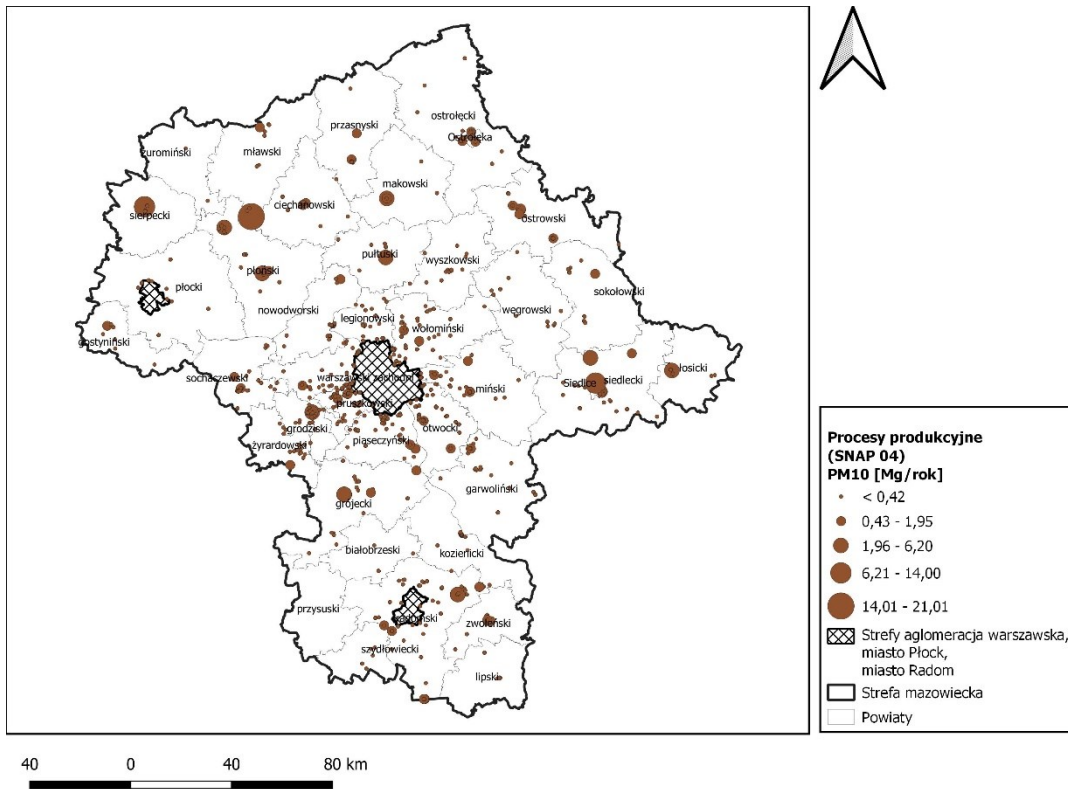 ostrołęcki
przasnyski
Ostrołęka
żuromiński
mławski
makowski
ciechanowski
sierpecki
ostrowski
pułtuski
wyszkowski
płoński
sokołowski
płocki
węgrowski
nowodworski
legionowski
wołomiński
gostyniński
łosicki
sochaczewski
warszawski zachodni
Siedlce
siedlecki
miński
pruszkowski
grodziski
otwocki
piaseczyński
żyrardowski
garwoliński
grójecki
białobrzeski
kozienicki
przysuski
radomski
zwoleński
szydłowiecki
lipski
Procesy produkcyjne
(SNAP 04)
PM10 [Mg/rok]
< 0,42
0,43 - 1,95
1,96 - 6,20
6,21 - 14,00
14,01 - 21,01
Strefy aglomeracja warszawska,
miasto Płock,
miasto Radom
Strefa mazowiecka
Powiaty
40 0 40 80 km